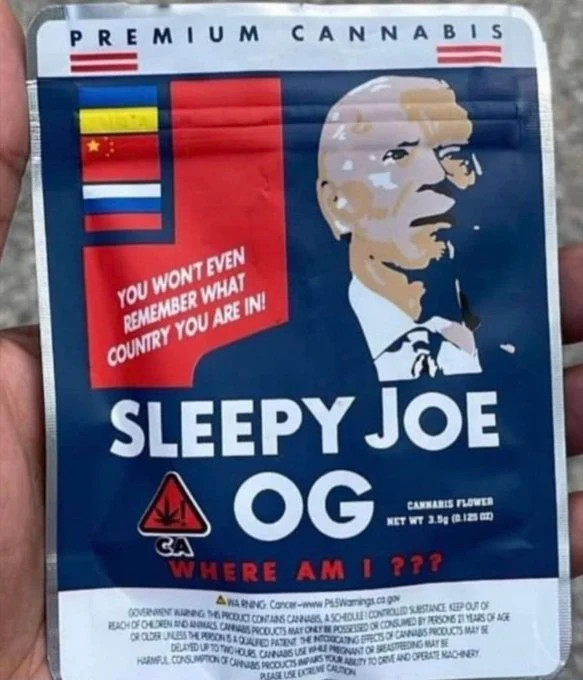 PREMIUM CANNABIS
YOU WON'T EVEN
REMEMBER WHAT
COUNTRY YOU ARE IN!
SLEEPY JOE
OG
CANNABIS FLOWER
NET WT 3.5g (0.125 OZ)
CA
WHERE AM I ???
WARNING: Cancer-www.P65Warnings.ca.gov
GOVERNMENT WARNING: THIS PRODUCT CONTAINS CANNABIS, A SCHEDULE I CONTROLLED SUBSTANCE. KEEP OUT OF
REACH OF CHILDREN AND ANIMALS. CANNABIS PRODUCTS MAY ONLY BE POSSESSED OR CONSUMED BY PERSONS 21 YEARS OF AGE
OR OLDER UNLESS THE PERSON IS A QUALIFIED PATIENT. THE INTOXICATING EFFECTS OF CANNABIS PRODUCTS MAY BE
DELAYED UP TO TWO HOURS. CANNABIS USE WHILE PREGNANT OR BREASTFEEDING MAY BE
HARMFUL. CONSUMPTION OF CANNABIS PRODUCTS IMPAIRS YOUR ABILITY TO DRIVE AND OPERATE MACHINERY.
PLEASE USE EXTREME CAUTION.